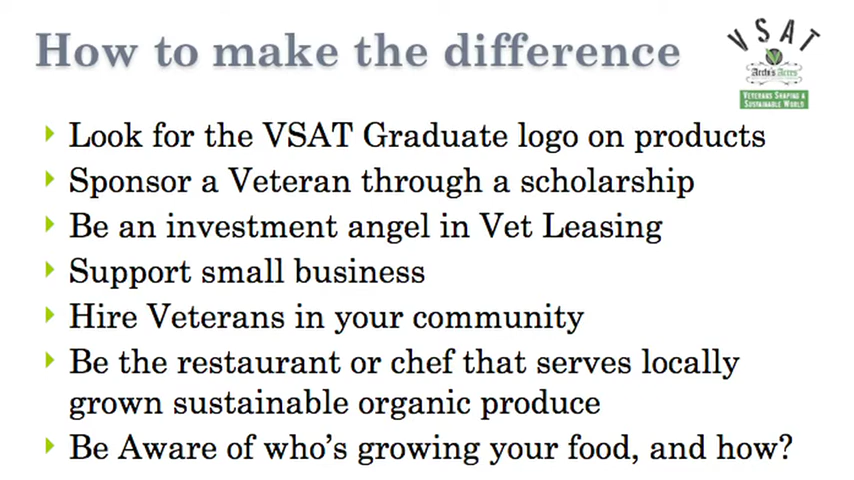 How to make the difference
VSAT
Archi's Acres
VETERANS SHAPING A
SUSTAINABLE WORLD
Look for the VSAT Graduate logo on products
Sponsor a Veteran through a scholarship
Be an investment angel in Vet Leasing
Support small business
Hire Veterans in your community
Be the restaurant or chef that serves locally
grown sustainable organic produce
Be Aware of who's growing your food, and how?